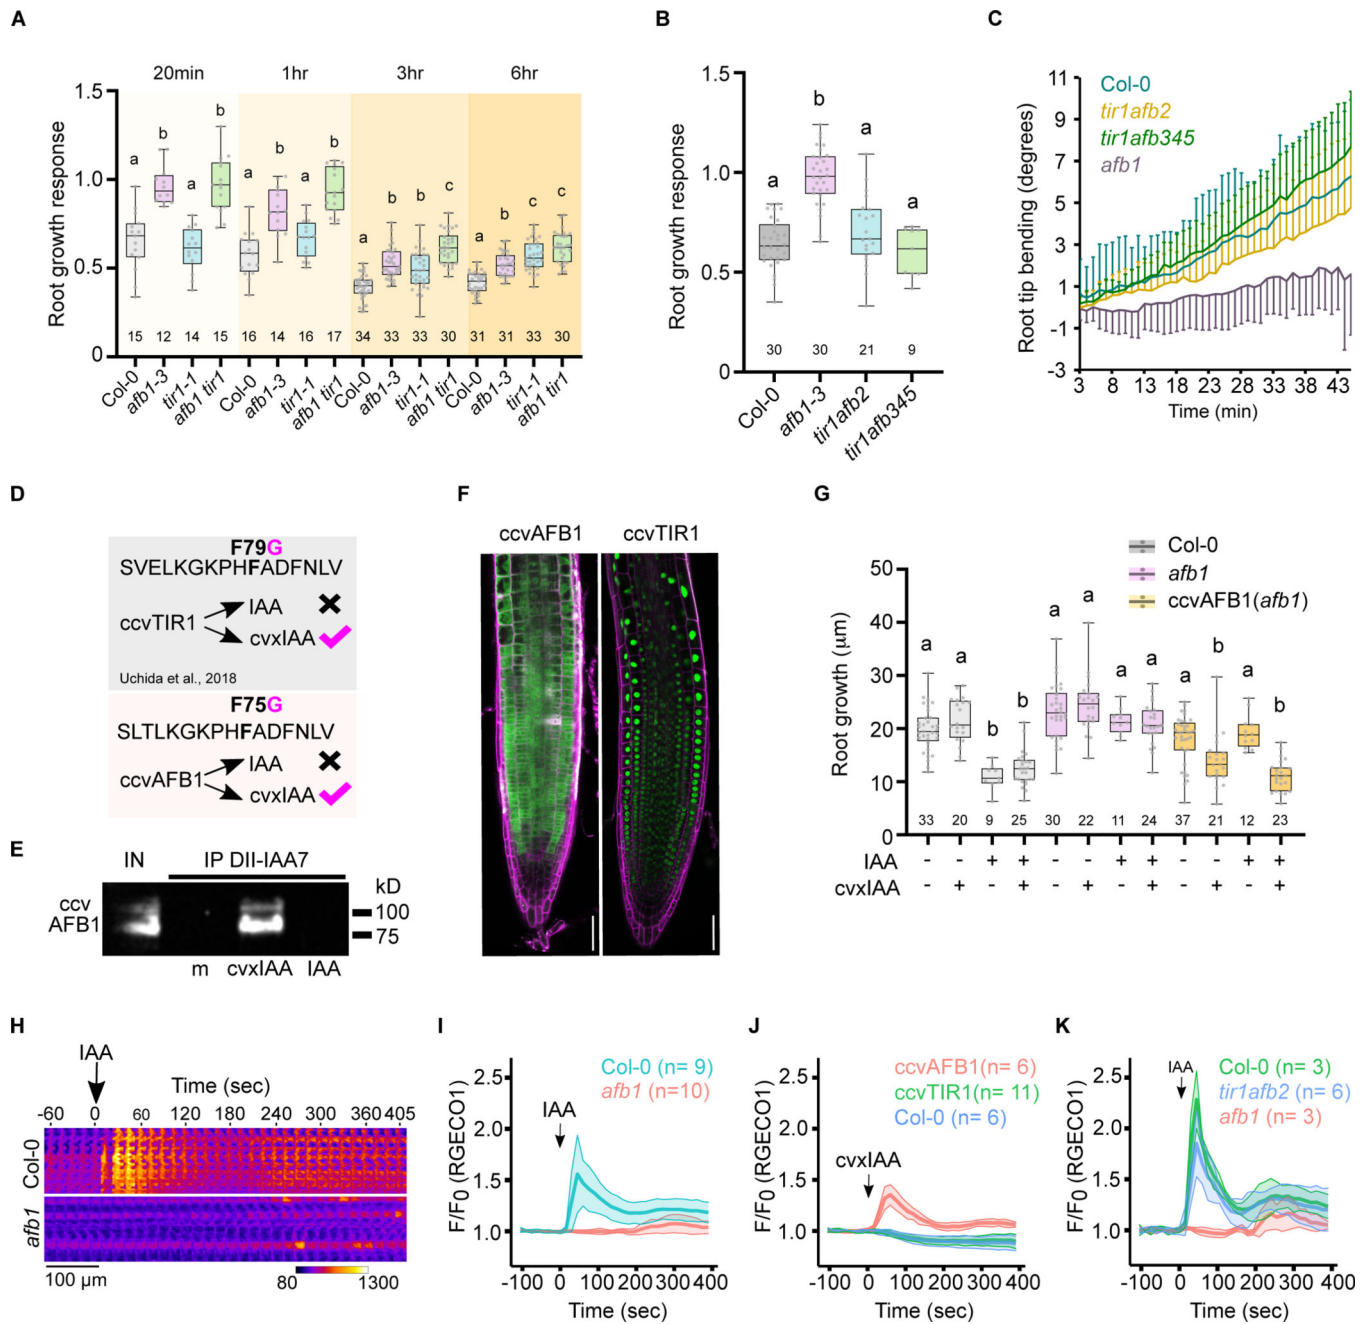 A
20min 1hr 3hr 6hr
Root growth response
1.5
1.0
0.5
0
a b a b a b a b a b b c a b c c
15 12 14 15 16 14 16 17 34 33 33 30 31 31 33 30
Col-0 afb1-3 tir1-1 afb1 tir1 Col-0 afb1-3 tir1-1 afb1 tir1 Col-0 afb1-3 tir1-1 afb1 tir1 Col-0 afb1-3 tir1-1 afb1 tir1
B
Root growth response
1.5
1.0
0.5
0
a b a a
30 30 21 9
Col-0 afb1-3 tir1afb2 tir1afb345
C
Root tip bending (degrees)
11
9
7
5
3
1
-1
-3
Col-0
tir1afb2
tir1afb345
afb1
3 8 13 18 23 28 33 38 43
Time (min)
D
F79G
SVELKGKPHFADFNLV
ccvTIR1
IAA
cvxIAA
Uchida et al., 2018
F75G
SLTLKGKPHFADFNLV
ccvAFB1
IAA
cvxIAA
E
IN IP DII-IAA7
kD
ccv
AFB1
100
75
m cvxIAA IAA
F
ccvAFB1 ccvTIR1
G
Col-0
afb1
ccvAFB1(afb1)
Root growth (µm)
50
40
30
20
10
0
a a b b a a a a a b a b
33 20 9 25 30 22 11 24 37 21 12 23
IAA - - + + - - + + - - + +
cvxIAA - + - + - + - + - + - +
H
IAA
Time (sec)
-60 0 60 120 180 240 300 360 405
Col-0
afb1
100 µm
80 1300
I
F/F0 (RGECO1)
2.5
2.0
1.5
1.0
Col-0 (n= 9)
afb1 (n=10)
IAA
-100 0 100 200 300 400
Time (sec)
J
F/F0 (RGECO1)
2.5
2.0
1.5
1.0
ccvAFB1(n= 6)
ccvTIR1(n= 11)
Col-0 (n= 6)
cvxIAA
-100 0 100 200 300 400
Time (sec)
K
F/F0 (RGECO1)
2.5
2.0
1.5
1.0
IAA
Col-0 (n= 3)
tir1afb2 (n= 6)
afb1 (n= 3)
-100 0 100 200 300 400
Time (sec)